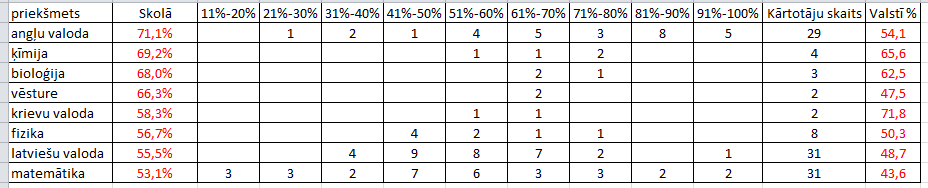 priekšmets Skolā 11%-20% 21%-30% 31%-40% 41%-50% 51%-60% 61%-70% 71%-80% 81%-90% 91%-100% Kārtotāju skaits Valstī %
angļu valoda 71,1% 1 2 1 4 5 3 8 5 29 54,1
ķīmija 69,2% 1 1 2 4 65,6
bioloģija 68,0% 2 1 3 62,5
vēsture 66,3% 2 2 47,5
krievu valoda 58,3% 1 1 2 71,8
fizika 56,7% 4 2 1 1 8 50,3
latviešu valoda 55,5% 4 9 8 7 2 1 31 48,7
matemātika 53,1% 3 3 2 7 6 3 3 2 2 31 43,6